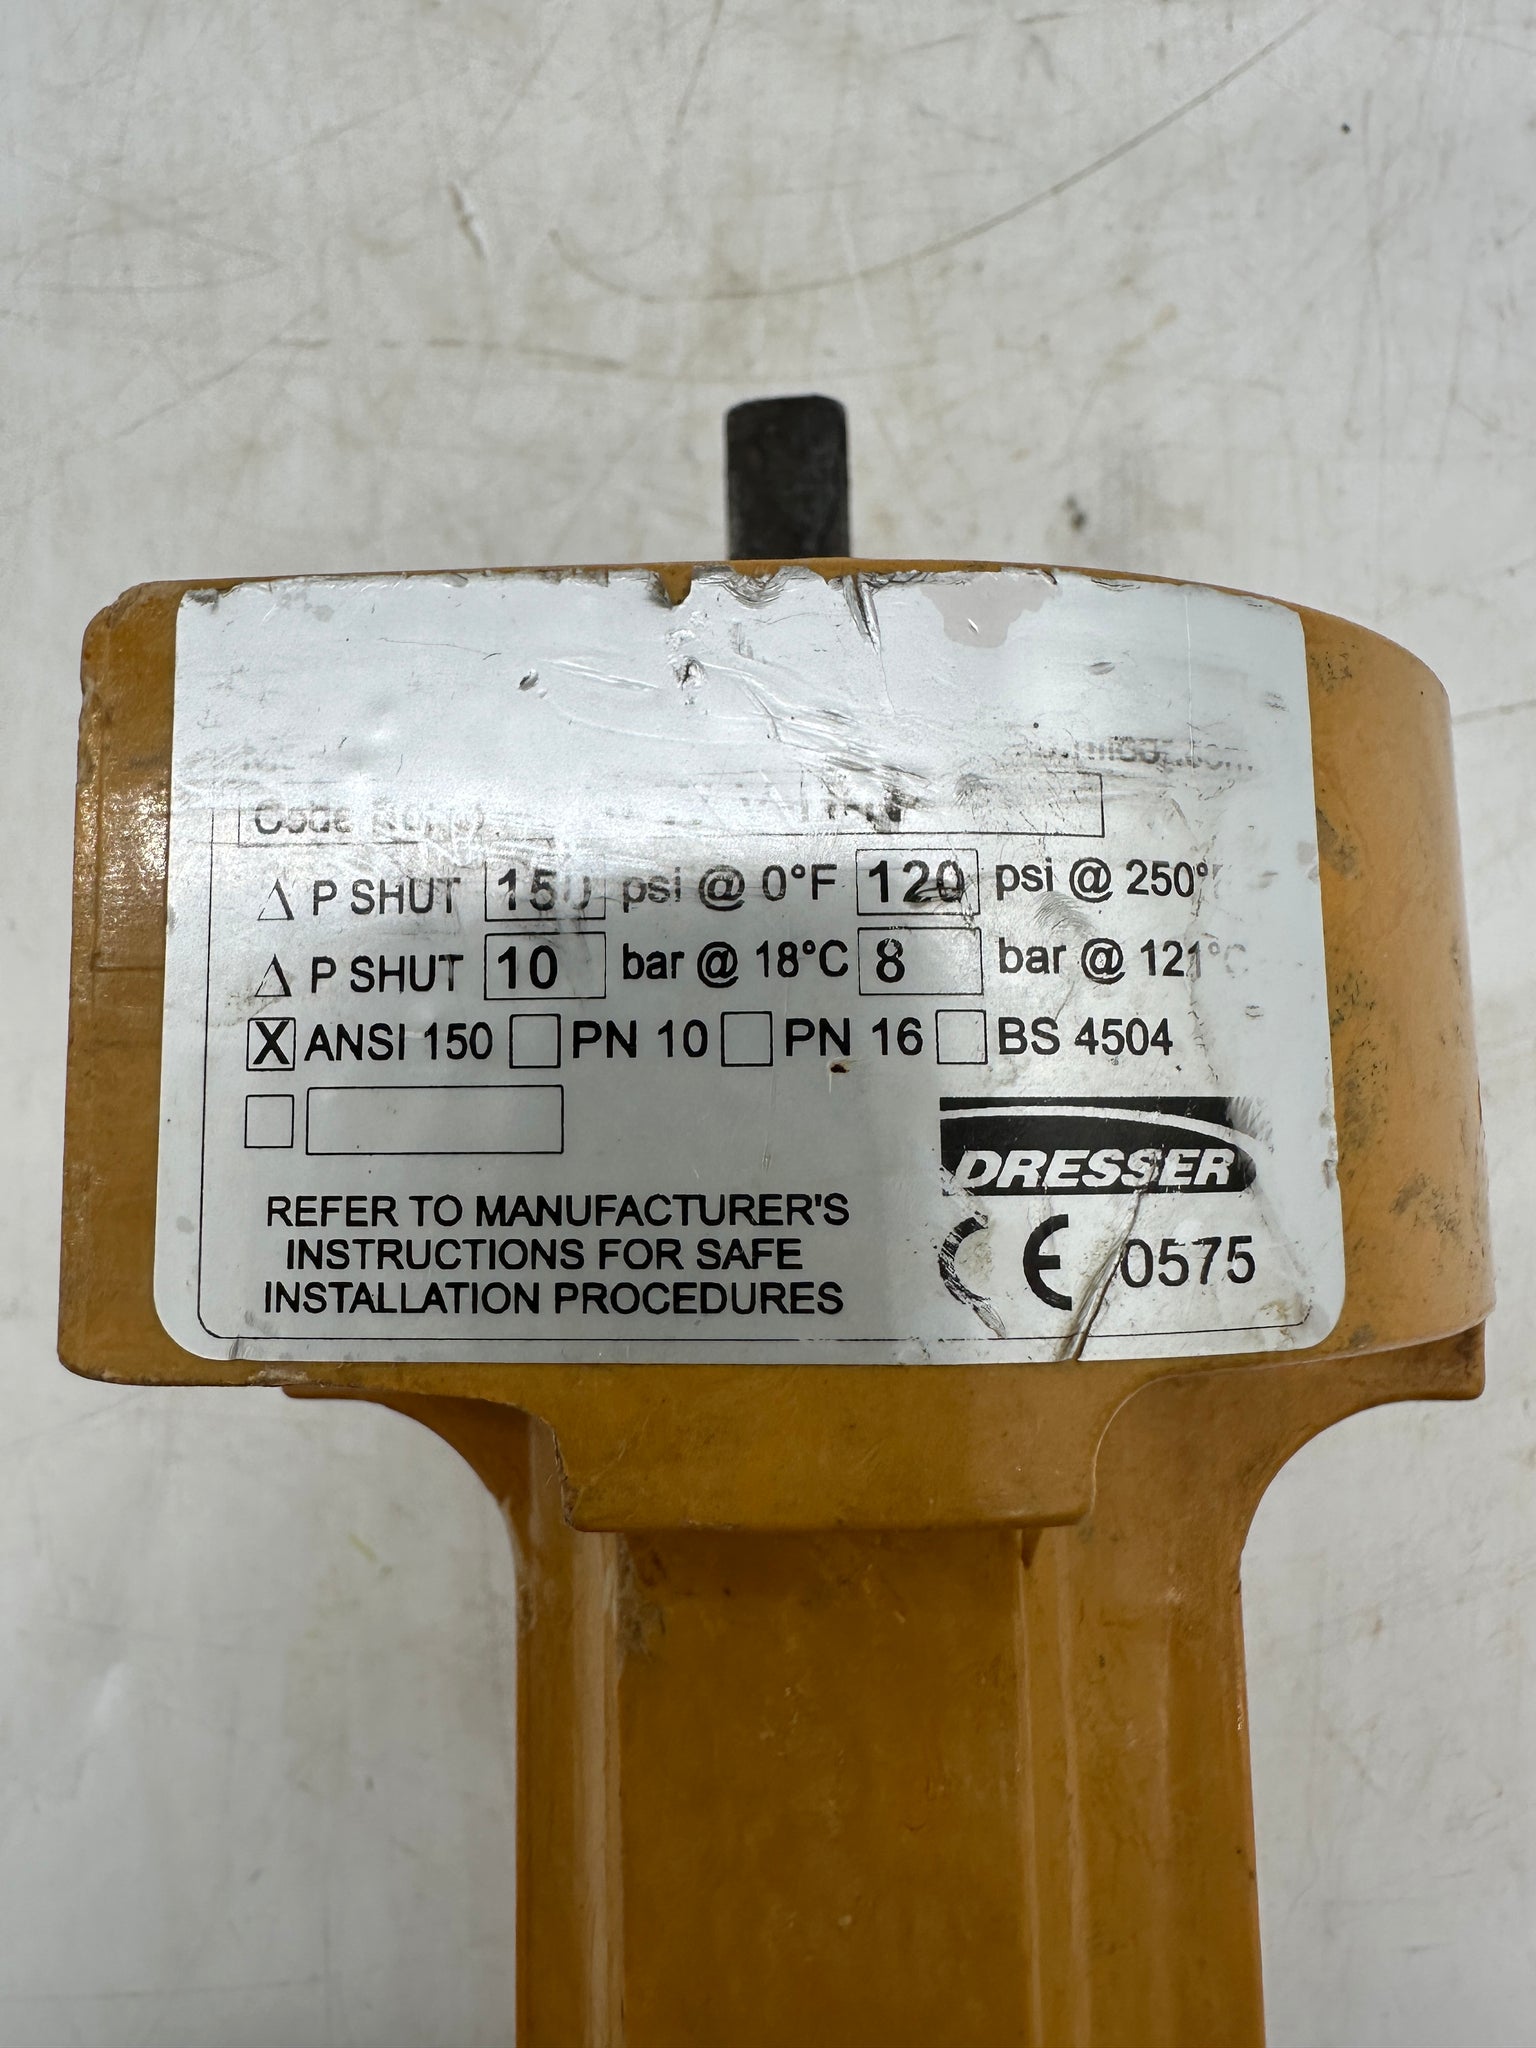 △ P SHUT 150 psi @ 0°F 120 psi @ 250°
△ P SHUT 10 bar @ 18°C 8 bar @ 121°C
X ANSI 150 PN 10 PN 16 BS 4504
REFER TO MANUFACTURER'S
INSTRUCTIONS FOR SAFE
INSTALLATION PROCEDURES
DRESSER
CE 0575